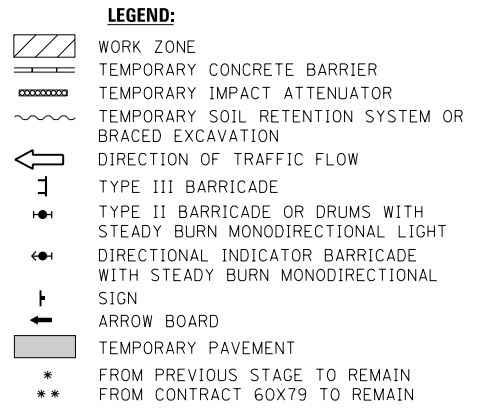 LEGEND:
WORK ZONE
TEMPORARY CONCRETE BARRIER
TEMPORARY IMPACT ATTENUATOR
TEMPORARY SOIL RETENTION SYSTEM OR
BRACED EXCAVATION
DIRECTION OF TRAFFIC FLOW
TYPE III BARRICADE
TYPE II BARRICADE OR DRUMS WITH
STEADY BURN MONODIRECTIONAL LIGHT
DIRECTIONAL INDICATOR BARRICADE
WITH STEADY BURN MONODIRECTIONAL
SIGN
ARROW BOARD
TEMPORARY PAVEMENT
* FROM PREVIOUS STAGE TO REMAIN
** FROM CONTRACT 60X79 TO REMAIN